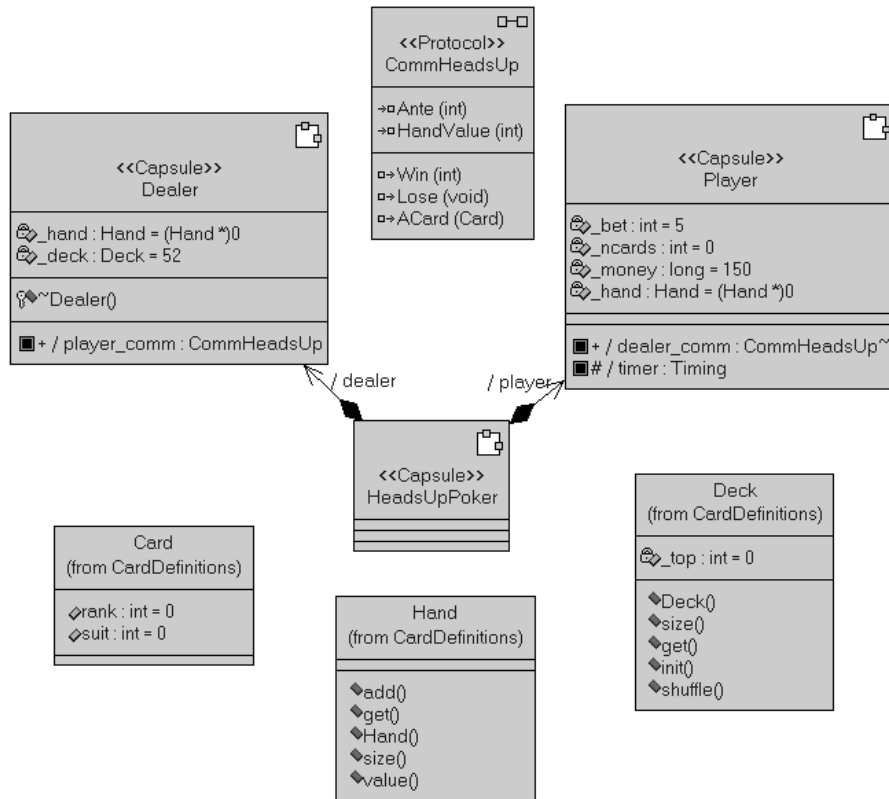 <<Protocol>>
CommHeadsUp
Ante (int)
HandValue (int)
Win (int)
Lose (void)
ACard (Card)
<<Capsule>>
Dealer
_hand : Hand = (Hand *)0
_deck : Deck = 52
~Dealer()
+ / player_comm : CommHeadsUp
<<Capsule>>
Player
_bet : int = 5
_ncards : int = 0
_money : long = 150
_hand : Hand = (Hand *)0
+ / dealer_comm : CommHeadsUp~
# / timer : Timing
/ dealer
/ player
<<Capsule>>
HeadsUpPoker
Card
(from CardDefinitions)
rank : int = 0
suit : int = 0
Hand
(from CardDefinitions)
add()
get()
Hand()
size()
value()
Deck
(from CardDefinitions)
_top : int = 0
Deck()
size()
get()
init()
shuffle()